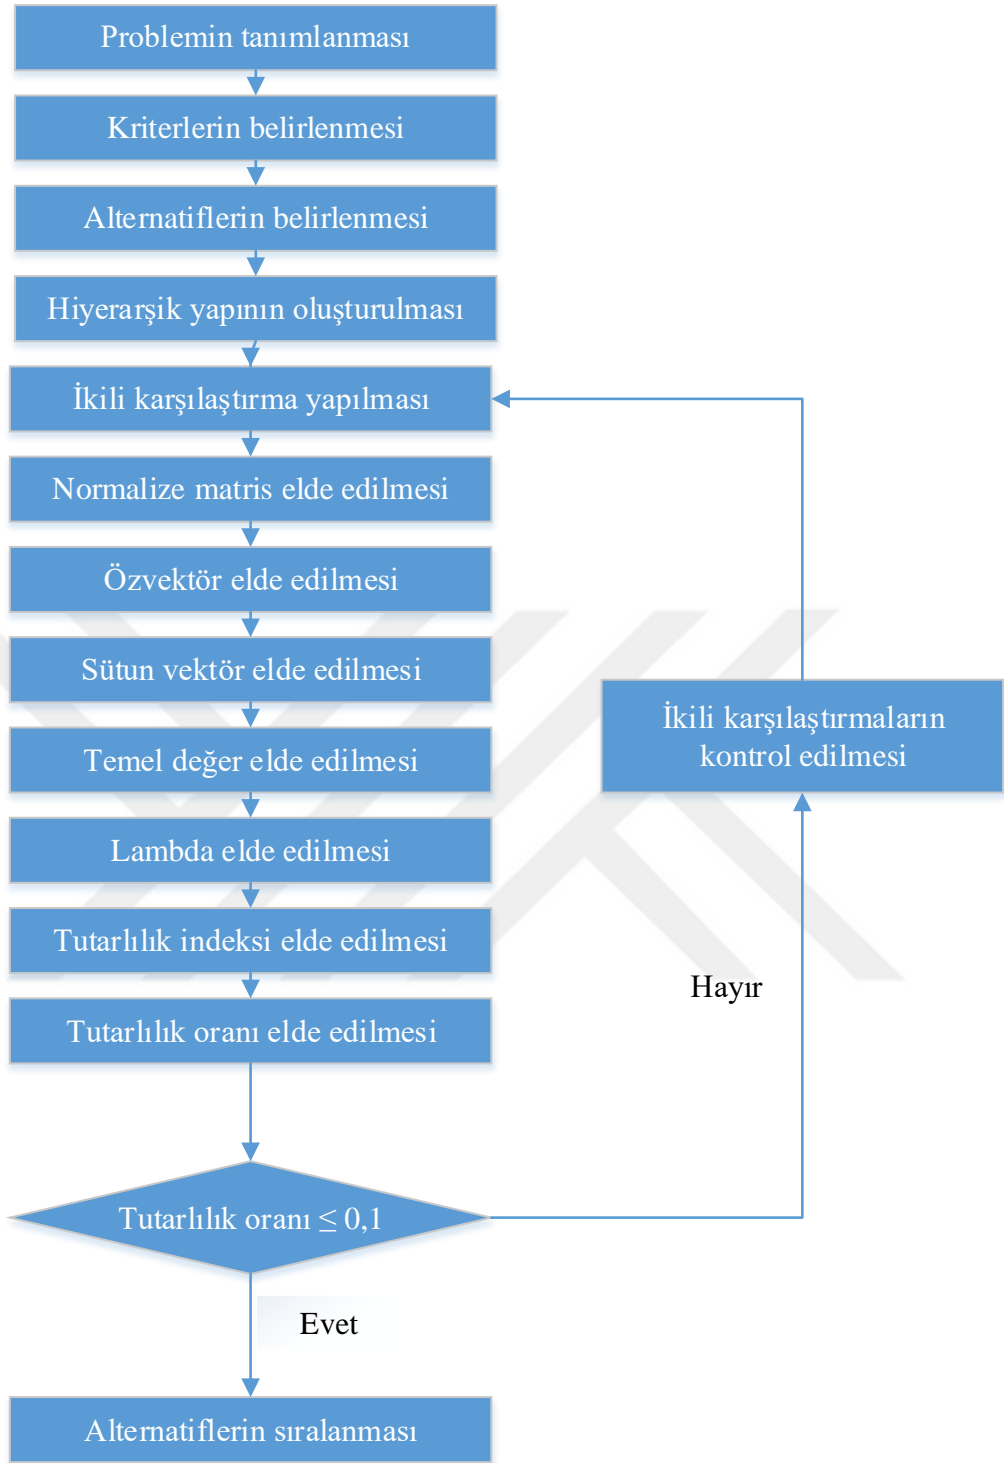 Problemin tanımlanması
Kriterlerin belirlenmesi
Alternatiflerin belirlenmesi
Hiyerarşik yapının oluşturulması
İkili karşılaştırma yapılması
Normalize matris elde edilmesi
Özvektör elde edilmesi
Sütun vektör elde edilmesi
İkili karşılaştırmaların
kontrol edilmesi
Temel değer elde edilmesi
Lambda elde edilmesi
Tutarlılık indeksi elde edilmesi
Hayır
Tutarlılık oranı elde edilmesi
Tutarlılık oranı ≤ 0,1
Evet
Alternatiflerin sıralanması